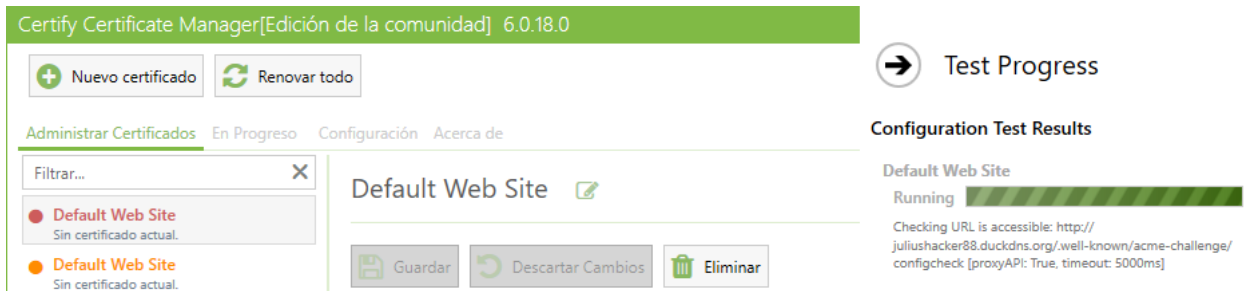 Certify Certificate Manager[Edición de la comunidad] 6.0.18.0
Nuevo certificado
Renovar todo
Administrar Certificados
En Progreso
Configuración
Acerca de
Filtrar...
Default Web Site
Sin certificado actual.
Default Web Site
Sin certificado actual.
Default Web Site
Guardar
Descartar Cambios
Eliminar
Test Progress
Configuration Test Results
Default Web Site
Running
Checking URL is accessible: http://
juliushacker88.duckdns.org/.well-known/acme-challenge/
configcheck [proxyAPI: True, timeout: 5000ms]